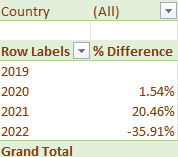 Country (All)
Row Labels % Difference
2019
2020 1.54%
2021 20.46%
2022 -35.91%
Grand Total